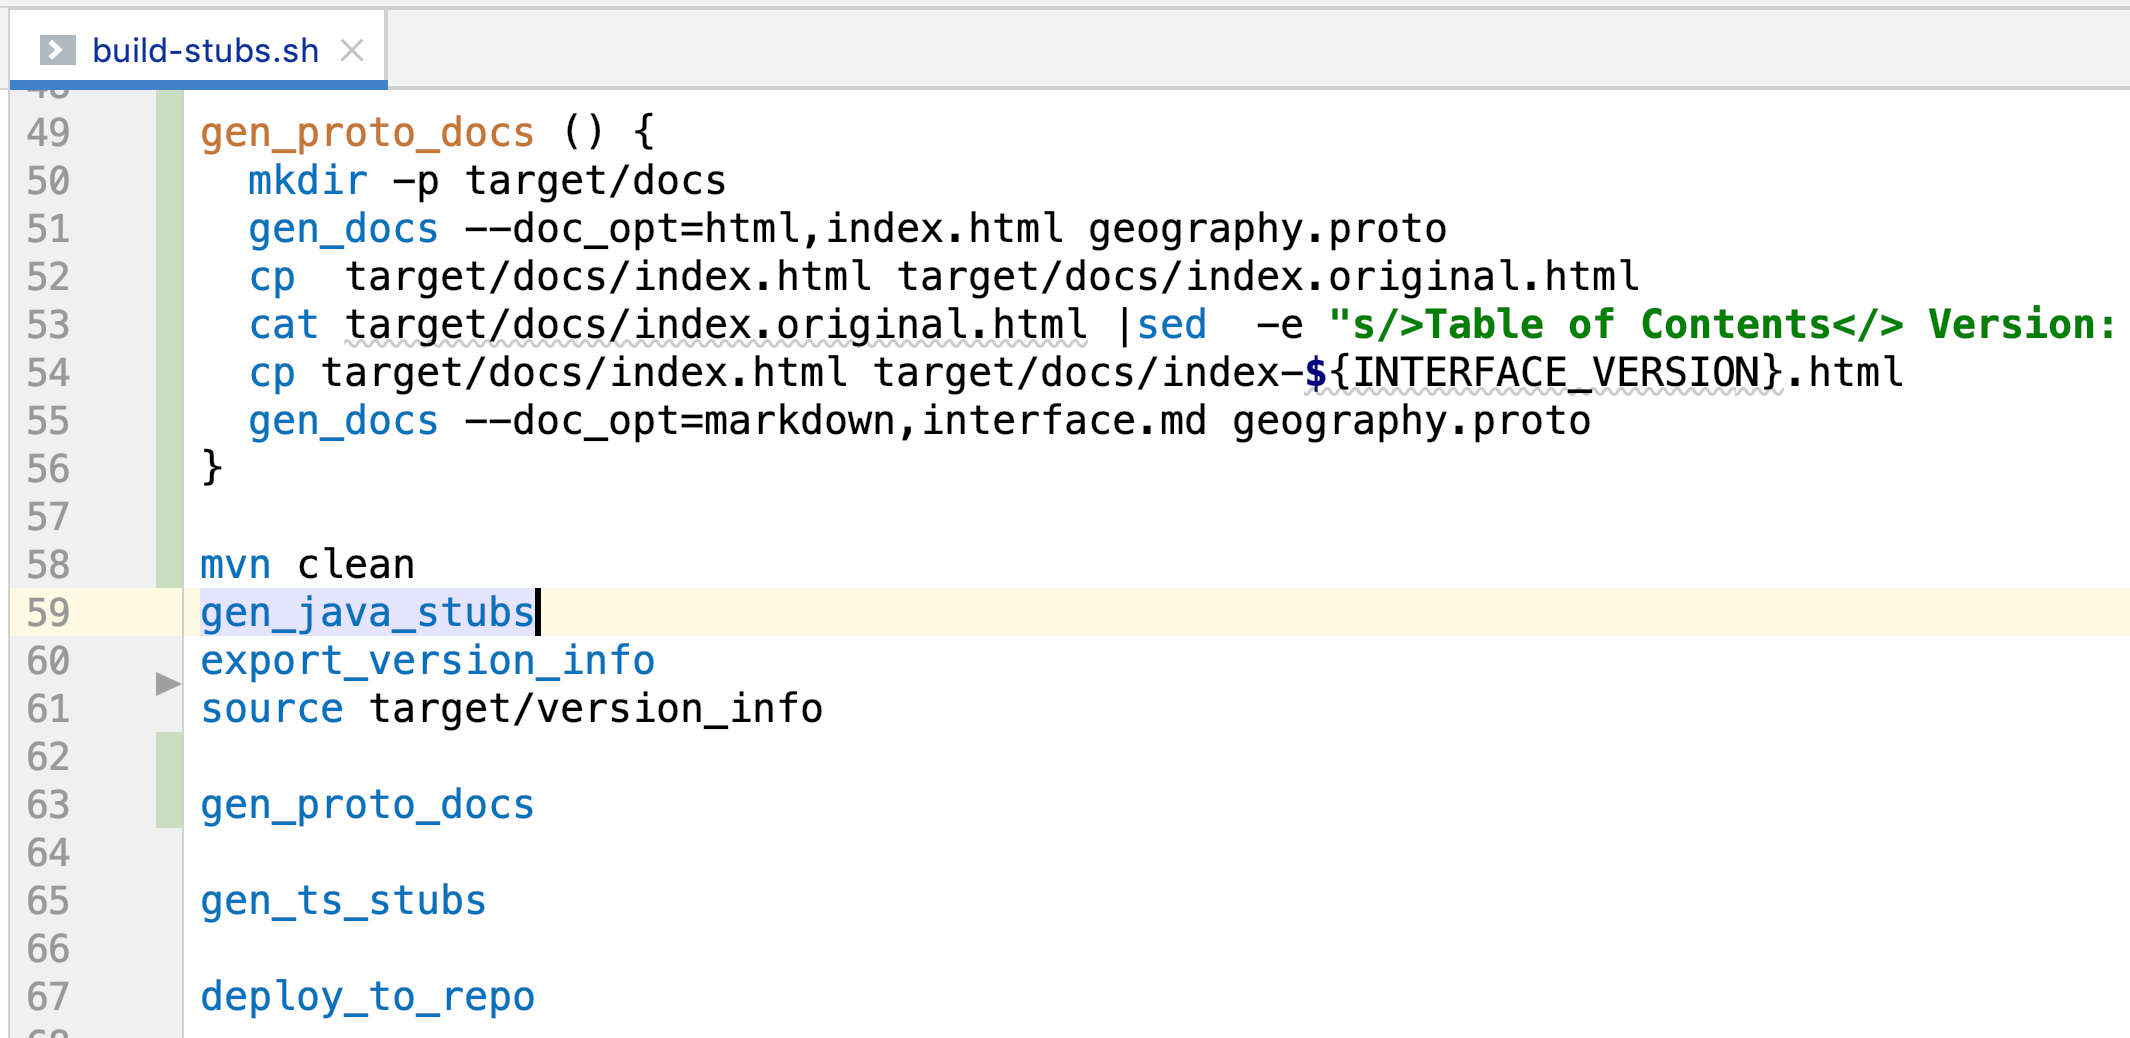 build-stubs.sh
49 gen_proto_docs () {
50   mkdir -p target/docs
51   gen_docs --doc_opt=html,index.html geography.proto
52   cp  target/docs/index.html target/docs/index.original.html
53   cat target/docs/index.original.html |sed  -e "s/>Table of Contents</> Version:
54   cp target/docs/index.html target/docs/index-${INTERFACE_VERSION}.html
55   gen_docs --doc_opt=markdown,interface.md geography.proto
56 }
57
58 mvn clean
59 gen_java_stubs
60 export_version_info
61 source target/version_info
62
63 gen_proto_docs
64
65 gen_ts_stubs
66
67 deploy_to_repo